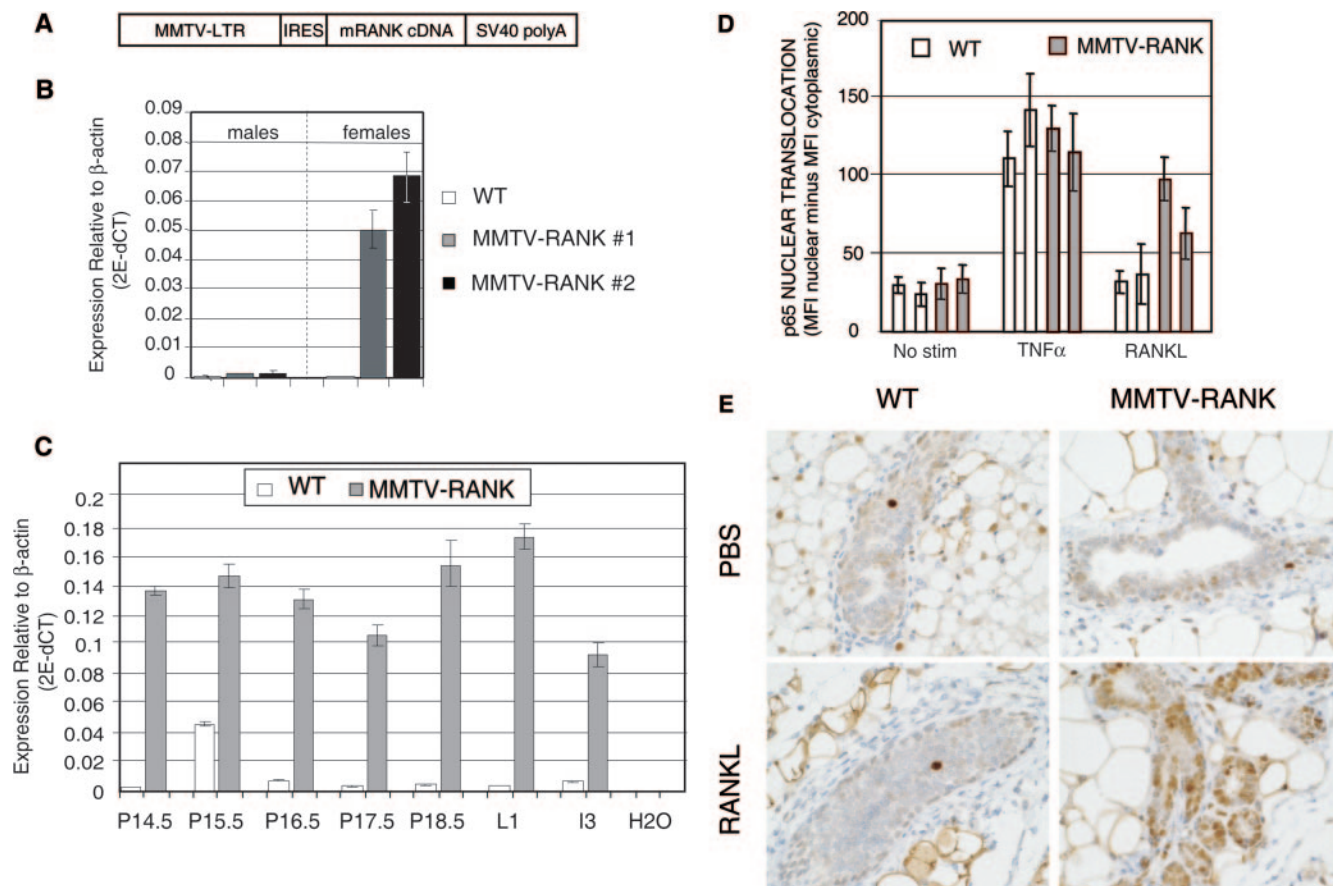 A
MMTV-LTR IRES mRANK cDNA SV40 polyA
B
Expression Relative to β-actin
(2E-dCT)
0.09
0.08
0.07
0.06
0.05
0.04
0.03
0.02
0.01
0
males females
WT
MMTV-RANK #1
MMTV-RANK #2
C
Expression Relative to β-actin
(2E-dCT)
WT MMTV-RANK
0.2
0.18
0.16
0.14
0.12
0.1
0.08
0.06
0.04
0.02
0
P14.5 P15.5 P16.5 P17.5 P18.5 L1 I3 H2O
D
p65 NUCLEAR TRANSLOCATION
(MFI nuclear minus MFI cytoplasmic)
200
150
100
50
0
WT MMTV-RANK
No stim TNFα RANKL
E
WT MMTV-RANK
PBS
RANKL